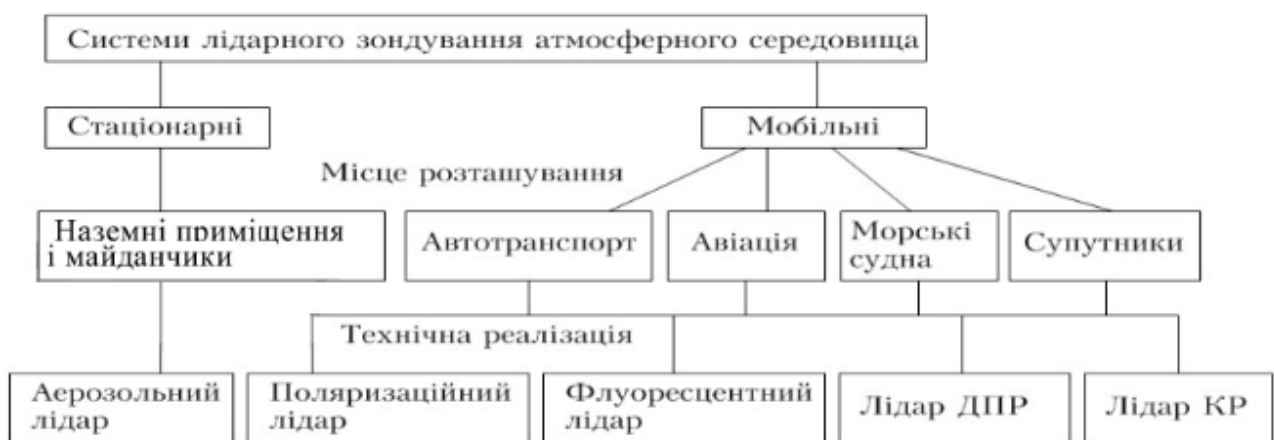 Системи лідарного зондування атмосферного середовища
Стаціонарні
Мобільні
Місце розташування
Наземні приміщення
і майданчики
Автотранспорт
Авіація
Морські
судна
Супутники
Технічна реалізація
Аерозольний
лідар
Поляризаційний
лідар
Флуоресцентний
лідар
Лідар ДПР
Лідар КР